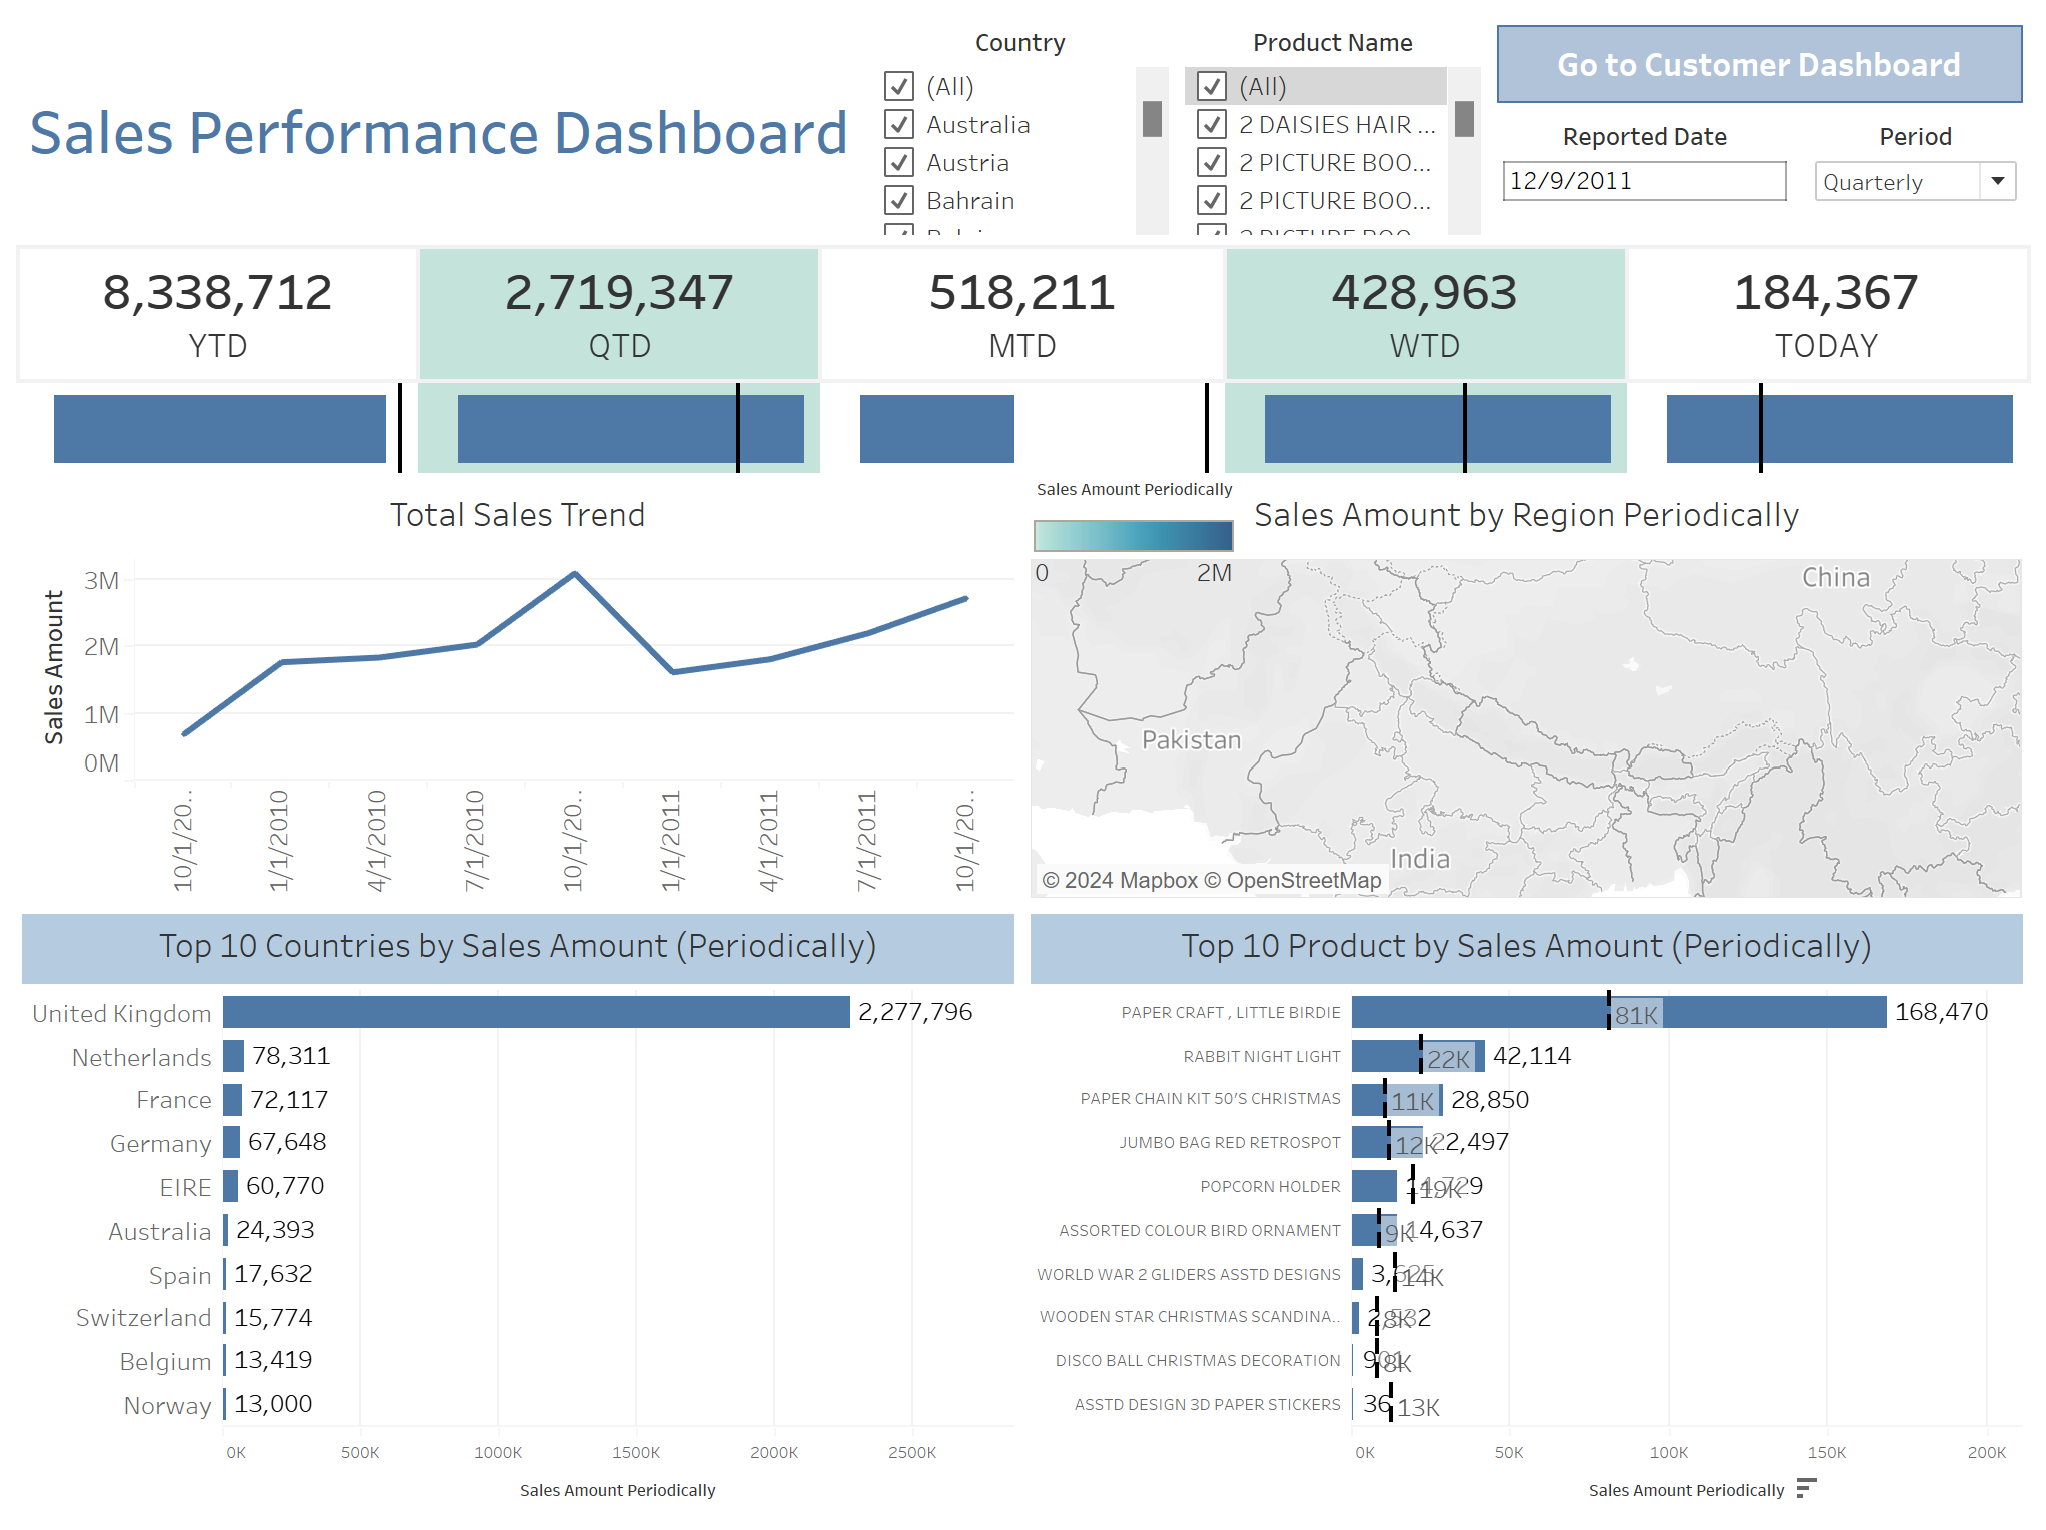 Sales Performance Dashboard
Country
(All)
Australia
Austria
Bahrain
Product Name
(All)
2 DAISIES HAIR ...
2 PICTURE BOO...
2 PICTURE BOO...
Go to Customer Dashboard
Reported Date
12/9/2011
Period
Quarterly
8,338,712
YTD
2,719,347
QTD
518,211
MTD
428,963
WTD
184,367
TODAY
Total Sales Trend
Sales Amount
3M
2M
1M
0M
10/1/20..
1/1/2010
4/1/2010
7/1/2010
10/1/20..
1/1/2011
4/1/2011
7/1/2011
10/1/20..
Sales Amount Periodically
0
2M
Sales Amount by Region Periodically
China
Pakistan
India
© 2024 Mapbox © OpenStreetMap
Top 10 Countries by Sales Amount (Periodically)
United Kingdom 2,277,796
Netherlands 78,311
France 72,117
Germany 67,648
EIRE 60,770
Australia 24,393
Spain 17,632
Switzerland 15,774
Belgium 13,419
Norway 13,000
0K 500K 1000K 1500K 2000K 2500K
Sales Amount Periodically
Top 10 Product by Sales Amount (Periodically)
PAPER CRAFT , LITTLE BIRDIE 81K 168,470
RABBIT NIGHT LIGHT 22K 42,114
PAPER CHAIN KIT 50'S CHRISTMAS 11K 28,850
JUMBO BAG RED RETROSPOT 12K 22,497
POPCORN HOLDER 19K
ASSORTED COLOUR BIRD ORNAMENT 9K 14,637
WORLD WAR 2 GLIDERS ASSTD DESIGNS 14K
WOODEN STAR CHRISTMAS SCANDINA.. 8K
DISCO BALL CHRISTMAS DECORATION 8K
ASSTD DESIGN 3D PAPER STICKERS 13K
0K 50K 100K 150K 200K
Sales Amount Periodically